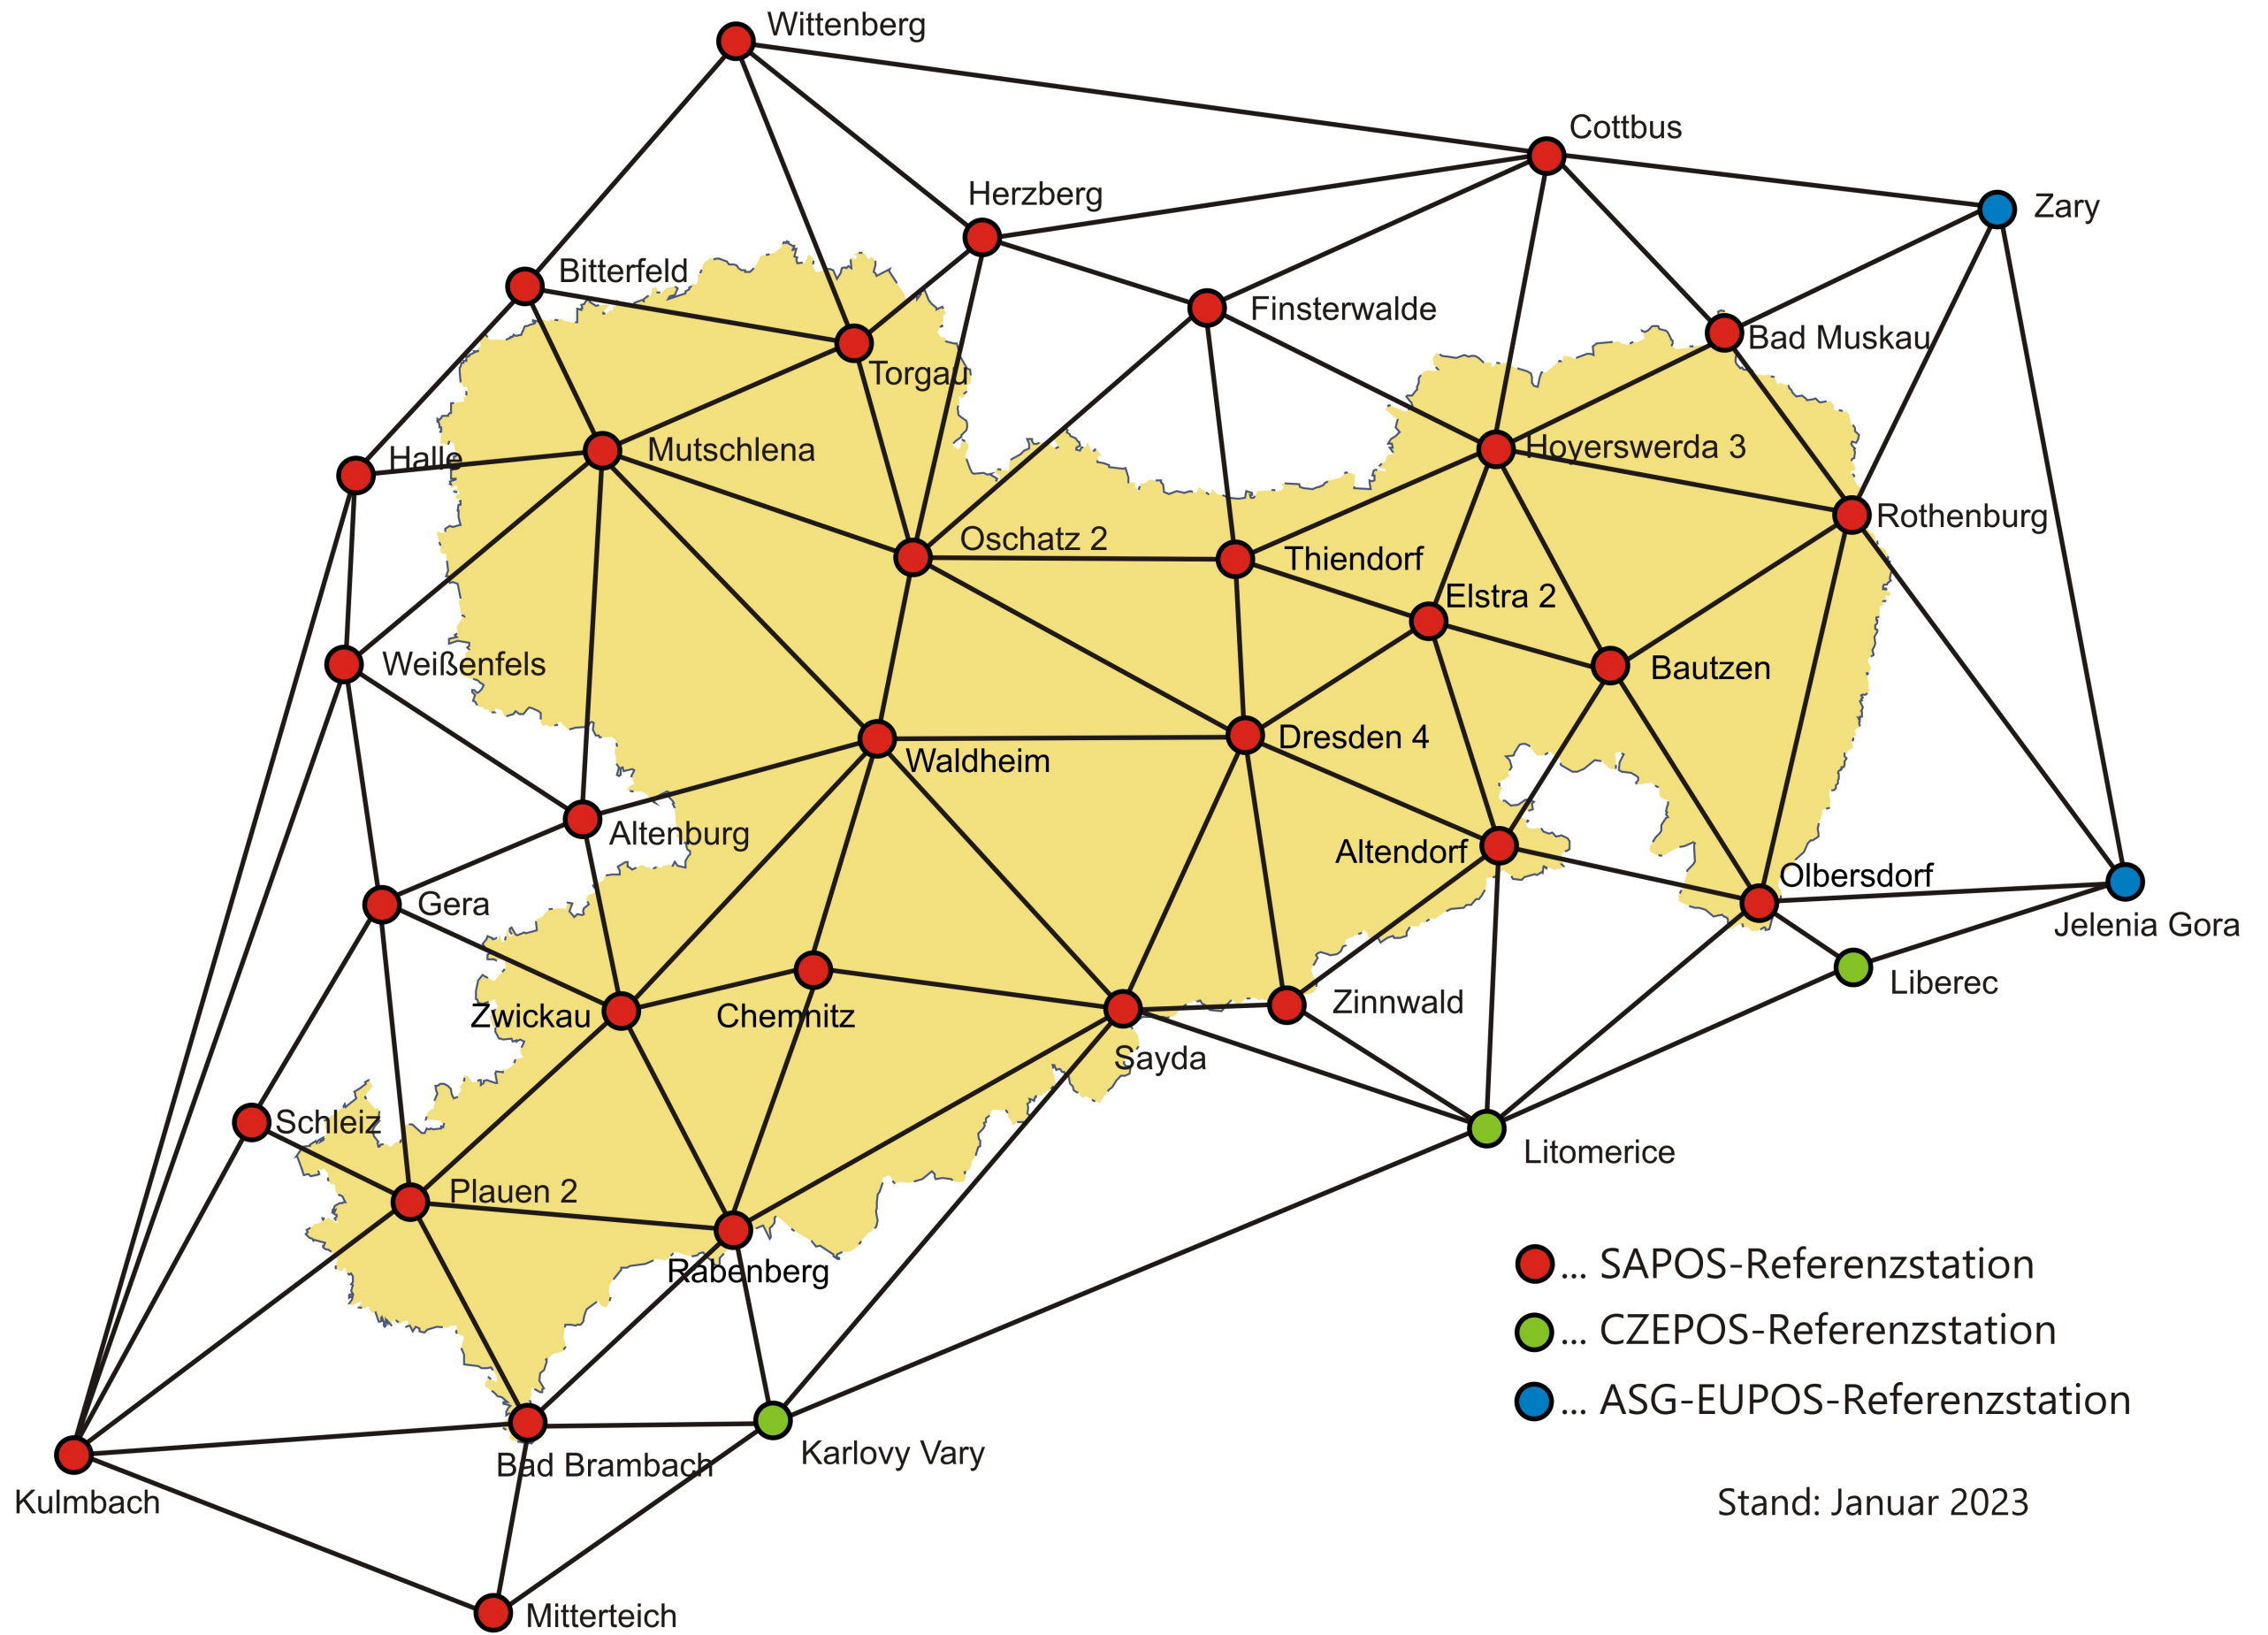 Wittenberg
Cottbus
Herzberg
Zary
Bitterfeld
Finsterwalde
Bad Muskau
Torgau
Halle
Mutschlena
Hoyerswerda 3
Oschatz 2
Rothenburg
Thiendorf
Elstra 2
Weißenfels
Bautzen
Dresden 4
Waldheim
Altenburg
Altendorf
Olbersdorf
Gera
Jelenia Gora
Liberec
Zwickau
Chemnitz
Zinnwald
Sayda
Schleiz
Litomerice
Plauen 2
Rabenberg
... SAPOS-Referenzstation
... CZEPOS-Referenzstation
... ASG-EUPOS-Referenzstation
Karlovy Vary
Bad Brambach
Kulmbach
Stand: Januar 2023
Mitterteich